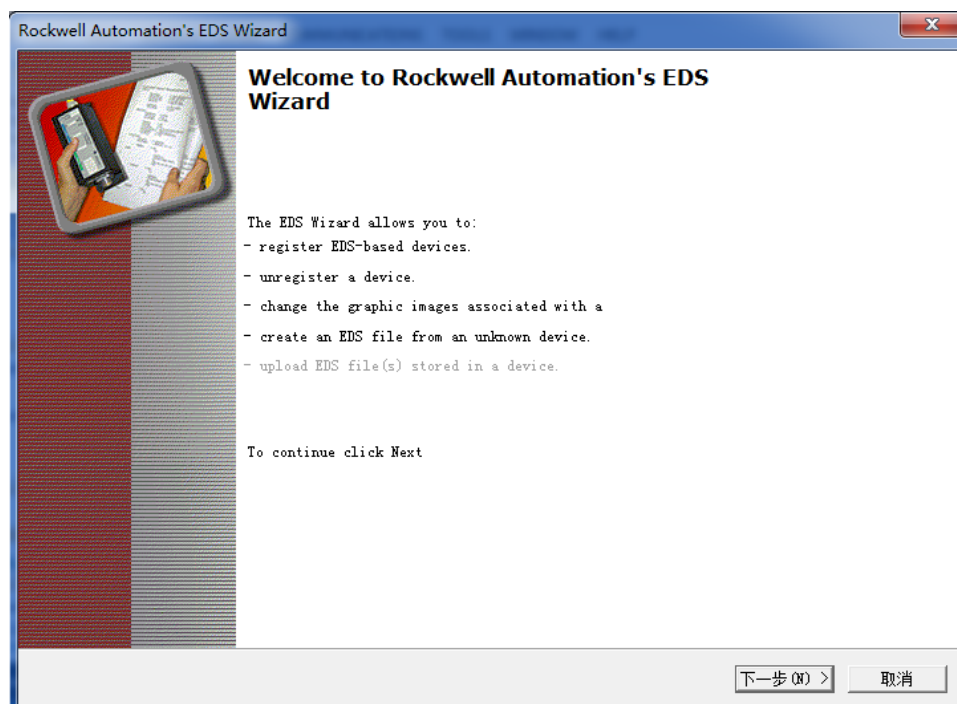 Rockwell Automation's EDS Wizard
Welcome to Rockwell Automation's EDS
Wizard
The EDS Wizard allows you to:
- register EDS-based devices.
- unregister a device.
- change the graphic images associated with a
- create an EDS file from an unknown device.
- upload EDS file(s) stored in a device.
To continue click Next
下一步(N) >
取消